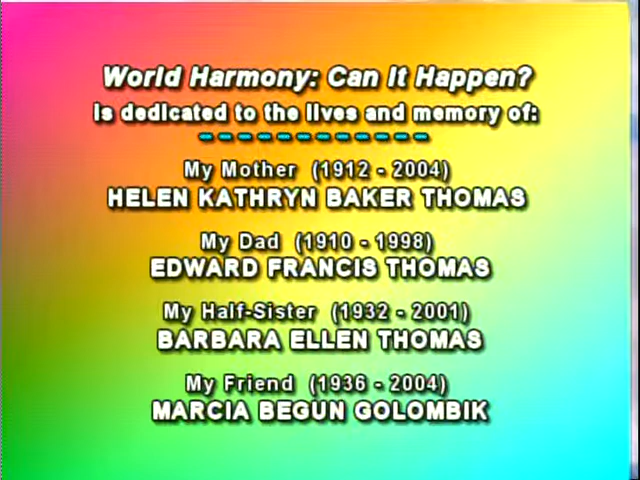 World Harmony: Can It Happen?
is dedicated to the lives and memory of:
My Mother (1912 - 2004)
HELEN KATHRYN BAKER THOMAS
My Dad (1910 - 1998)
EDWARD FRANCIS THOMAS
My Half-Sister (1932 - 2001)
BARBARA ELLEN THOMAS
My Friend (1936 - 2004)
MARCIA BEGUN GOLOMBIK